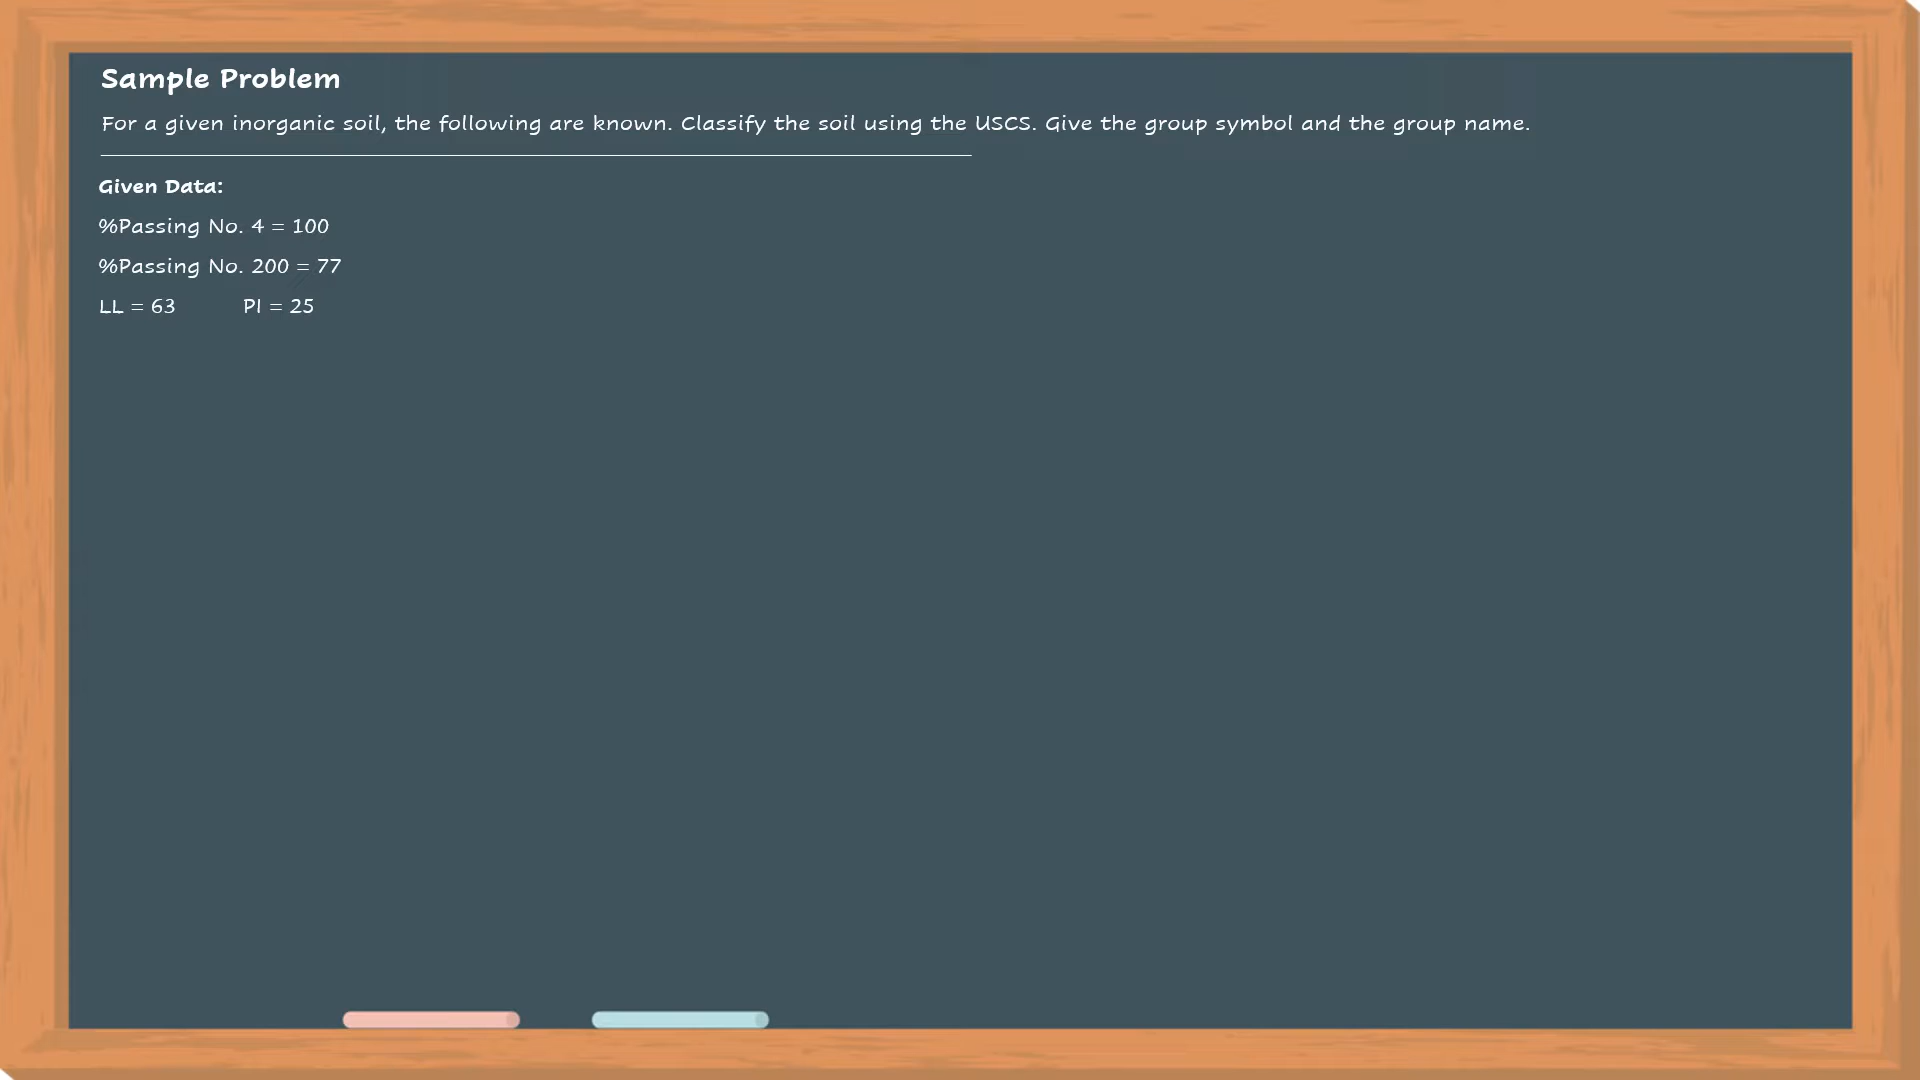 Sample Problem
For a given inorganic soil, the following are known. Classify the soil using the USCS. Give the group symbol and the group name.
Given Data:
%Passing No. 4 = 100
%Passing No. 200 = 77
LL = 63 PI = 25